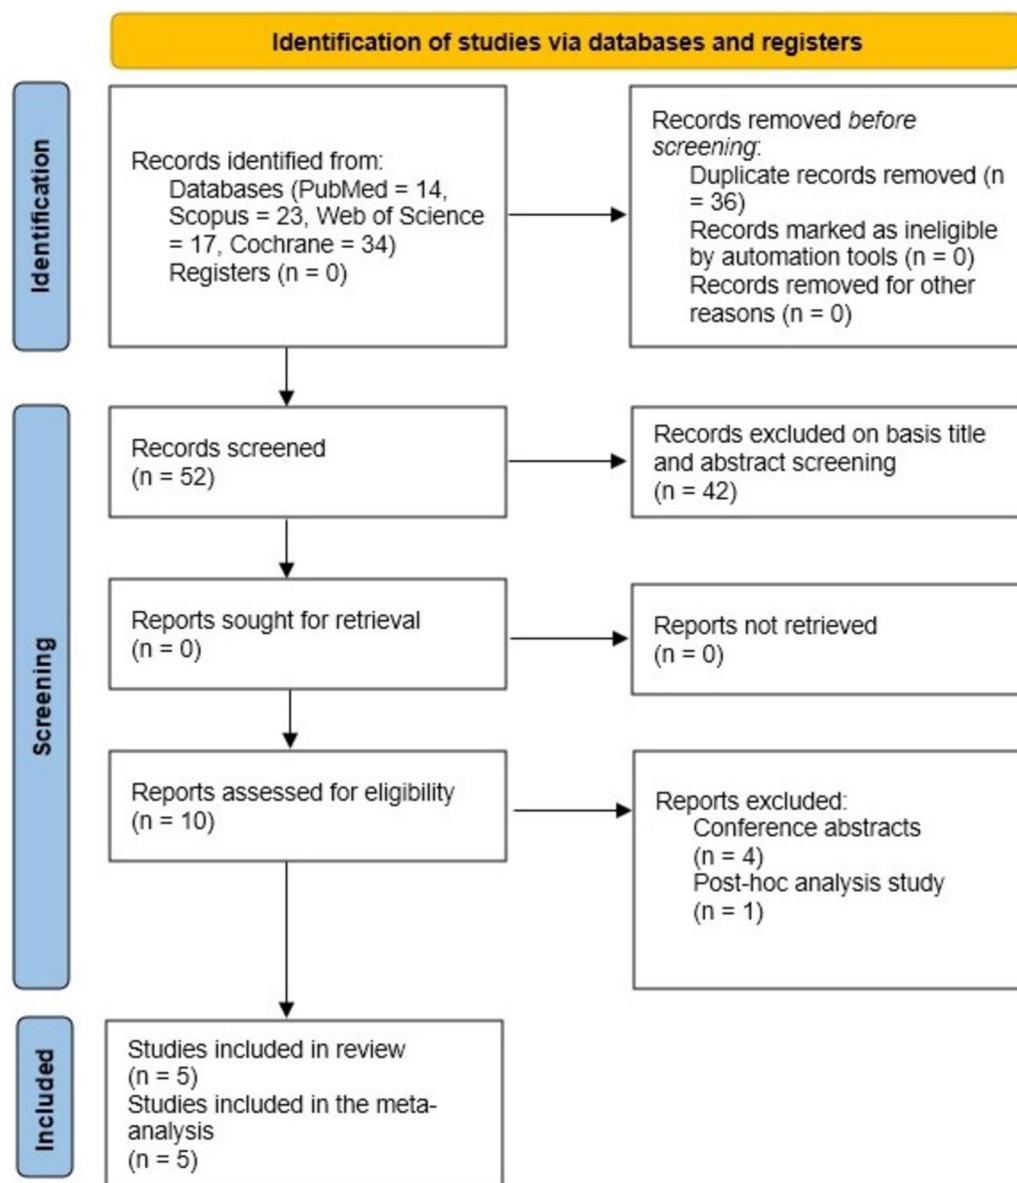 Identification of studies via databases and registers
Identification
Records identified from:
Databases (PubMed = 14,
Scopus = 23, Web of Science
= 17, Cochrane = 34)
Registers (n = 0)
Records removed before
screening:
Duplicate records removed (n
= 36)
Records marked as ineligible
by automation tools (n = 0)
Records removed for other
reasons (n = 0)
Screening
Records screened
(n = 52)
Records excluded on basis title
and abstract screening
(n = 42)
Reports sought for retrieval
(n = 0)
Reports not retrieved
(n = 0)
Reports assessed for eligibility
(n = 10)
Reports excluded:
Conference abstracts
(n = 4)
Post-hoc analysis study
(n = 1)
Included
Studies included in review
(n = 5)
Studies included in the meta-
analysis
(n = 5)